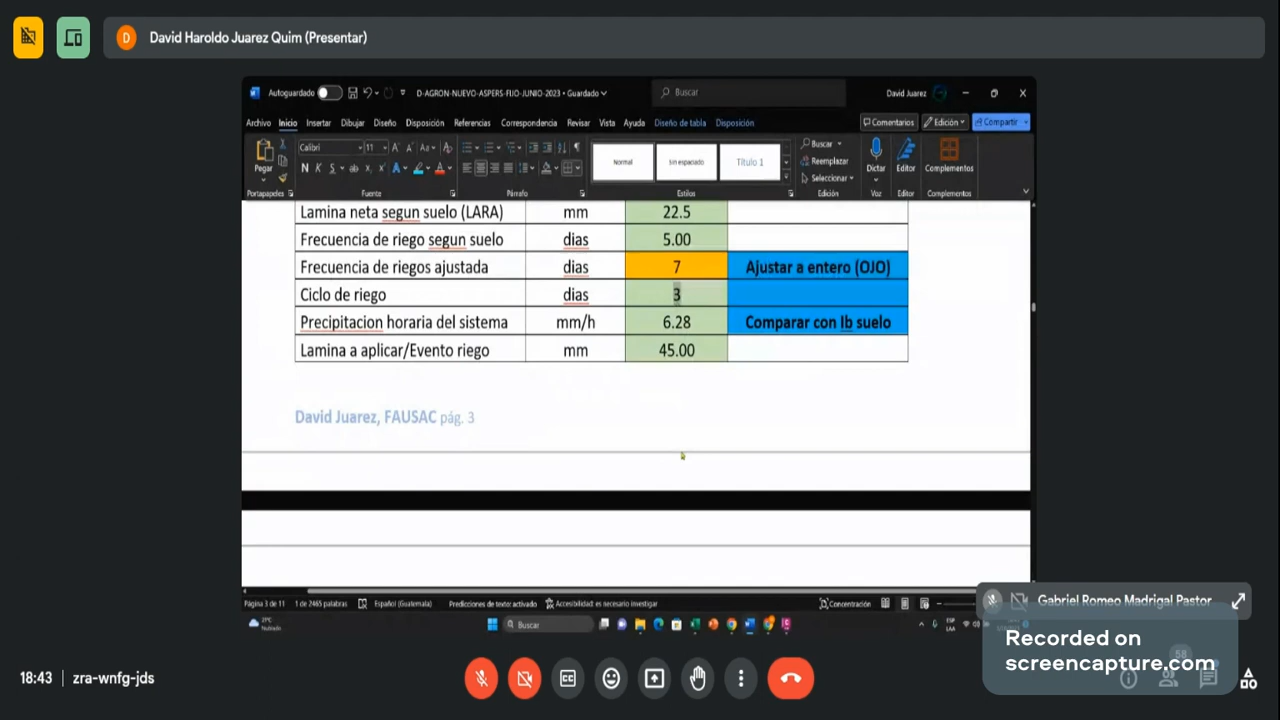 David Haroldo Juarez Quim (Presentar)
Autoguardado
D-AGRON-NUEVO-ASPERS-FIJO-JUNIO-2023 • Guardado
Buscar
David Juarez
Archivo Inicio Insertar Dibujar Diseño Disposición Referencias Correspondencia Revisar Vista Ayuda Diseño de tabla Disposición
Comentarios Edición Compartir
Pegar
Calibri 11
N K S
Normal Sin espaciado Título 1
Buscar
Reemplazar
Seleccionar
Dictar Editor Complementos
Portapapeles Fuente Párrafo Estilos Edición Voz Editor Complementos
Lamina neta segun suelo (LARA) mm 22.5
Frecuencia de riego segun suelo dias 5.00
Frecuencia de riegos ajustada dias 7 Ajustar a entero (OJO)
Ciclo de riego dias 3
Precipitacion horaria del sistema mm/h 6.28 Comparar con Ib suelo
Lamina a aplicar/Evento riego mm 45.00
David Juarez, FAUSAC pág. 3
Página 3 de 11 1 de 2465 palabras Español (Guatemala) Predicciones de texto: activado Accesibilidad: es necesario investigar Concentración
Buscar
ESP
LAA
Gabriel Romeo Madrigal Pastor
Recorded on
screencapture.com
58
18:43 zra-wnfg-jds